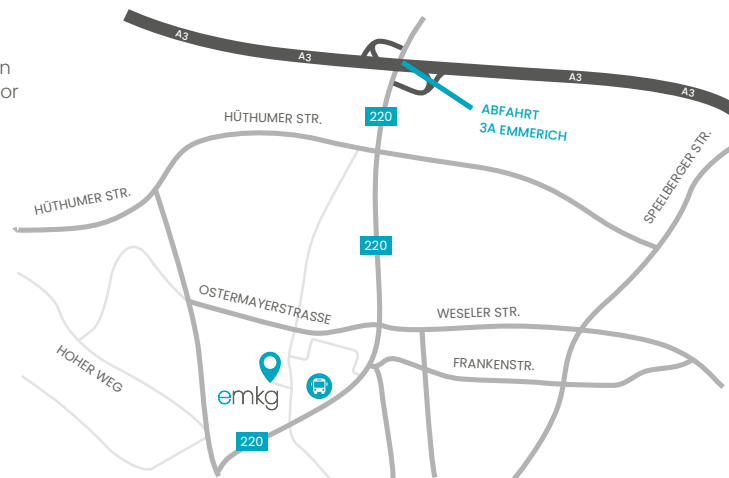 A3
n
A3
or
A3
A3
220
ABFAHRT
3A EMMERICH
HÜTHUMER STR.
SPEELBERGER STR.
HÜTHUMER STR.
220
OSTERMAYERSTRASSE
WESELER STR.
HOHER WEG
FRANKENSTR.
emkg
220